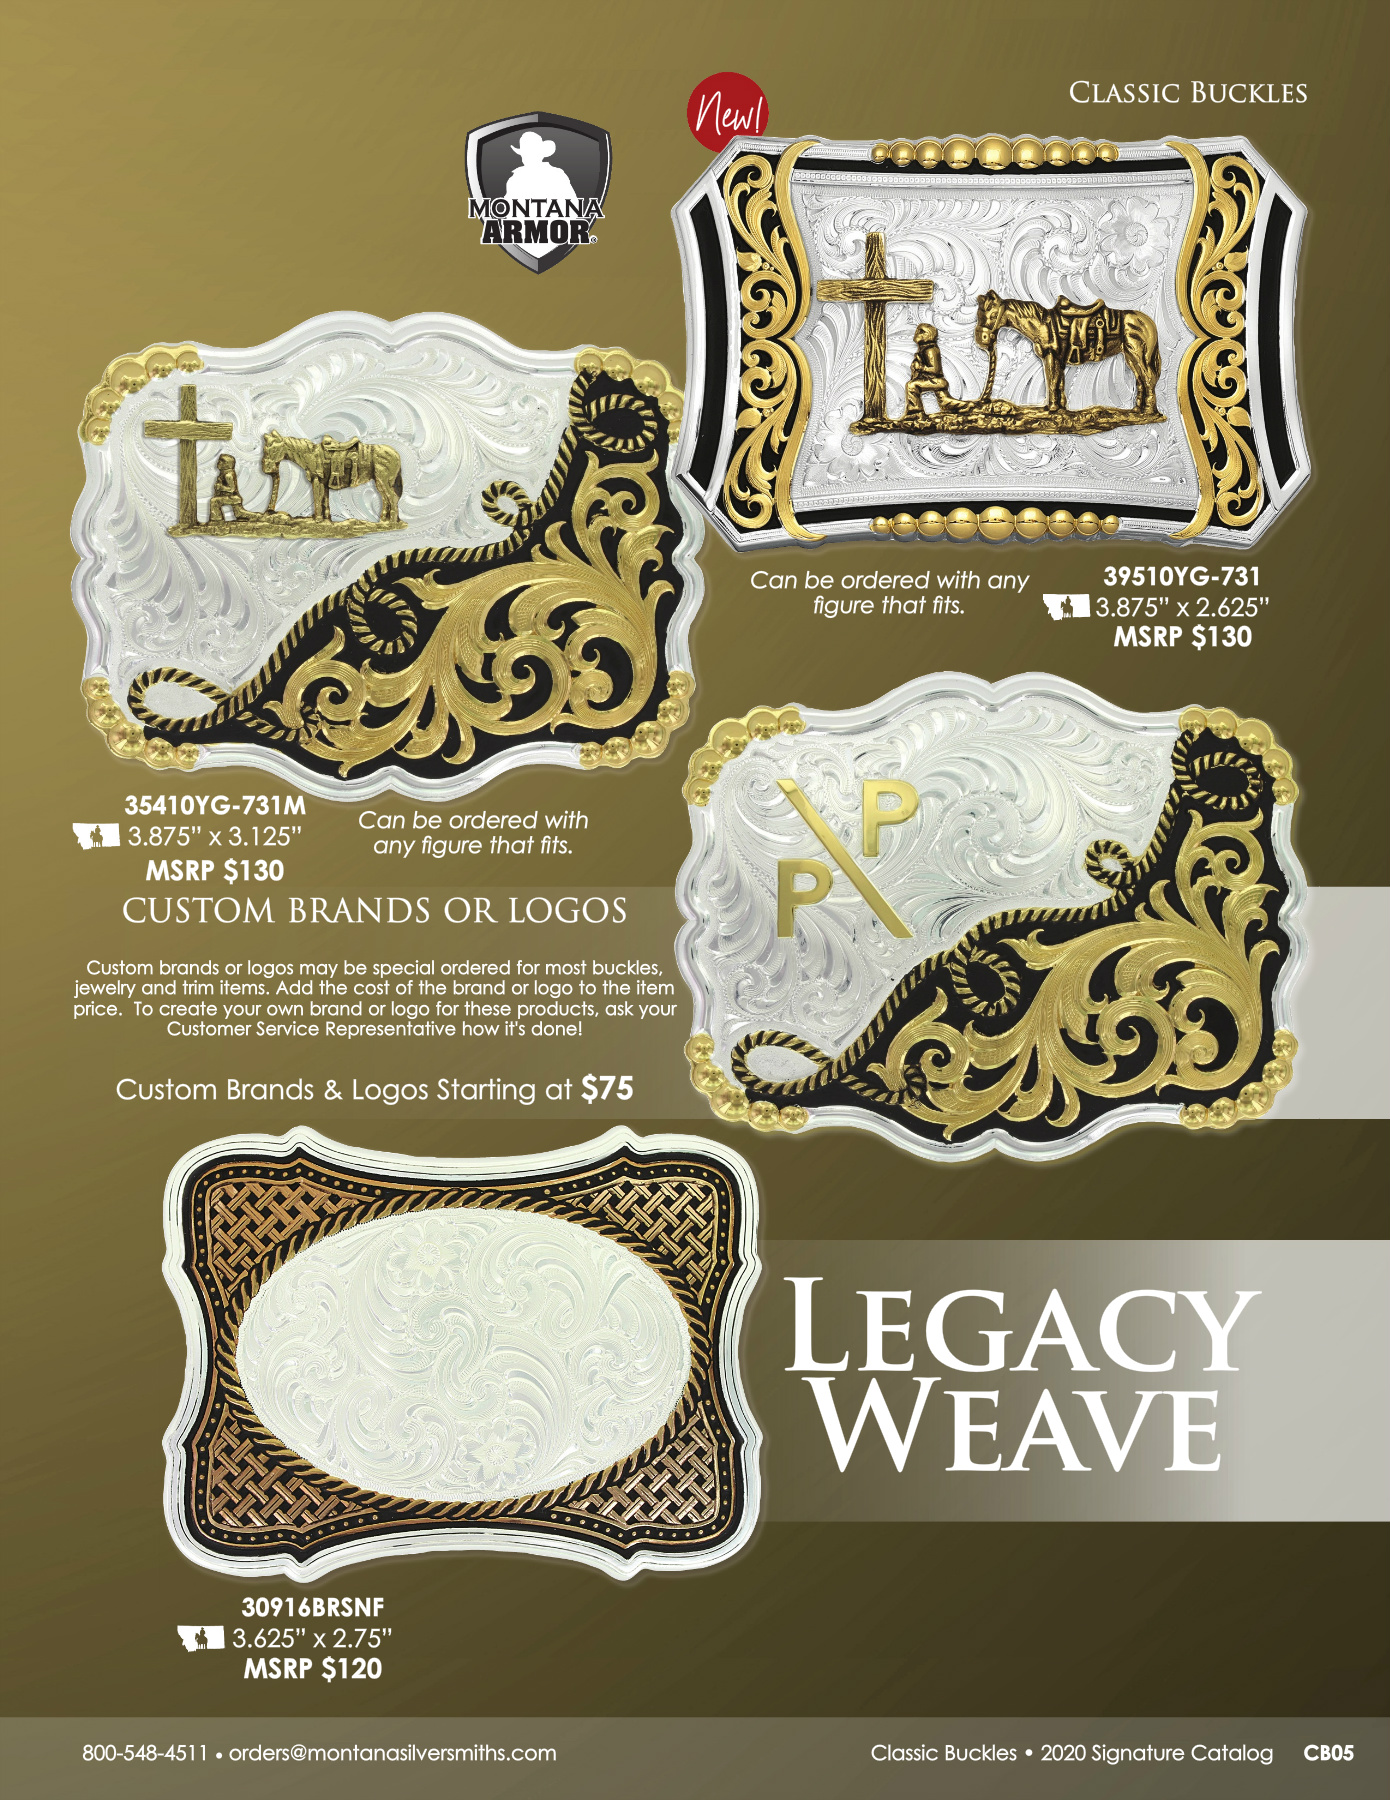 CLASSIC BUCKLES
New!
MONTANA
ARMOR®
Can be ordered with any
figure that fits.
39510YG-731
3.875” x 2.625”
MSRP $130
35410YG-731M
3.875” x 3.125”
MSRP $130
Can be ordered with
any figure that fits.
P
P
CUSTOM BRANDS OR LOGOS
Custom brands or logos may be special ordered for most buckles,
jewelry and trim items. Add the cost of the brand or logo to the item
price.  To create your own brand or logo for these products, ask your
Customer Service Representative how it's done!
Custom Brands & Logos Starting at $75
LEGACY
WEAVE
30916BRSNF
3.625” x 2.75”
MSRP $120
800-548-4511 • orders@montanasilversmiths.com
Classic Buckles • 2020 Signature Catalog CB05